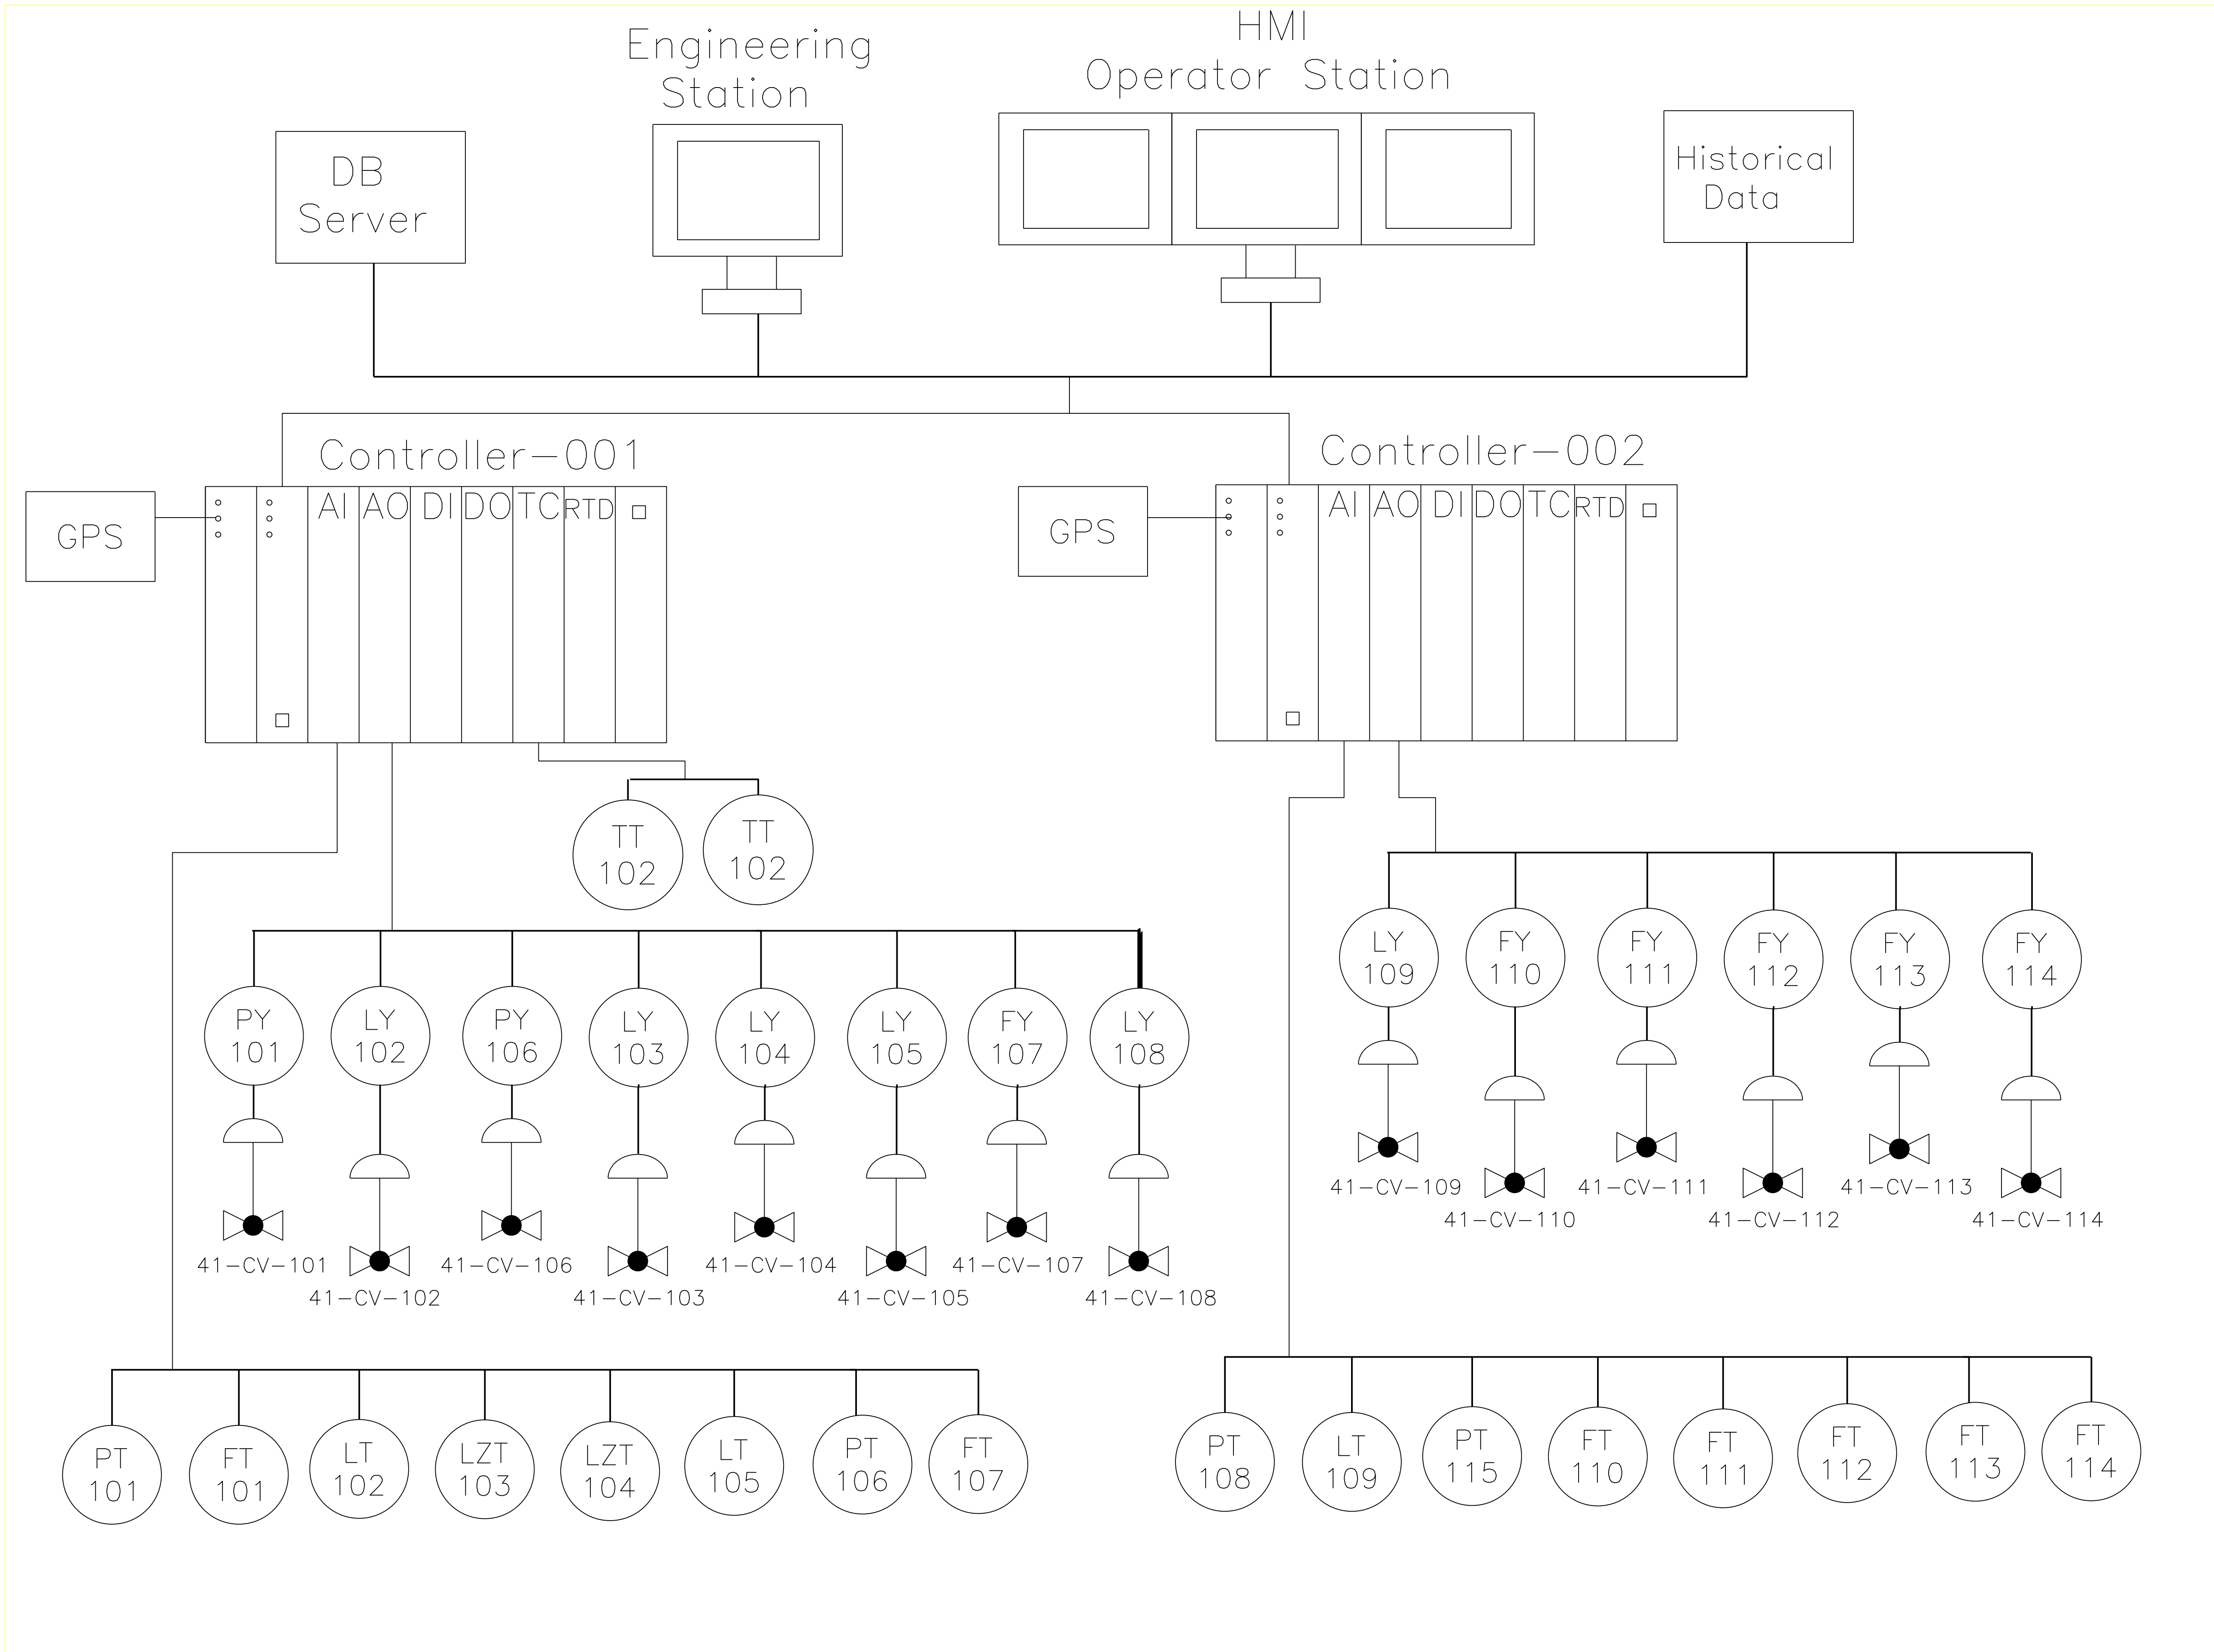 HMI
Engineering
Station
Operator Station
DB
Server
Historical
Data
Controller-001
Controller-002
GPS
AI AO DI DO TC RTD
GPS
AI AO DI DO TC RTD
TT
102
TT
102
PY
101
LY
102
PY
106
LY
103
LY
104
LY
105
FY
107
LY
108
LY
109
FY
110
FY
111
FY
112
FY
113
FY
114
41-CV-109
41-CV-110
41-CV-111
41-CV-112
41-CV-113
41-CV-114
41-CV-101
41-CV-102
41-CV-106
41-CV-103
41-CV-104
41-CV-105
41-CV-107
41-CV-108
PT
101
FT
101
LT
102
LZT
103
LZT
104
LT
105
PT
106
FT
107
PT
108
LT
109
PT
115
FT
110
FT
111
FT
112
FT
113
FT
114